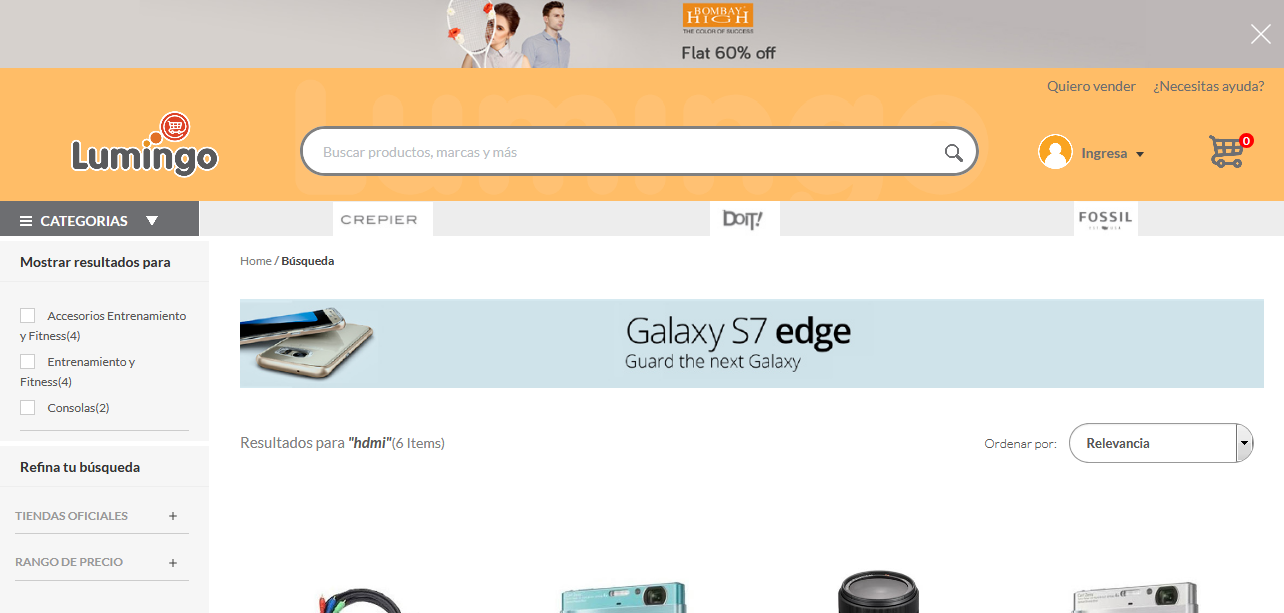 BOMBAY
HIGH
THE COLOR OF SUCCESS
Flat 60% off
Quiero vender ¿Necesitas ayuda?
Lumingo
Lumingo
Buscar productos, marcas y más
Ingresa
0
CATEGORIAS
CREPIER
DOIT!
FOSSIL
Mostrar resultados para
Home / Búsqueda
Accesorios Entrenamiento
y Fitness(4)
Entrenamiento y
Fitness(4)
Consolas(2)
Galaxy S7 edge
Guard the next Galaxy
Resultados para "hdmi"(6 Items)
Ordenar por: Relevancia
Refina tu búsqueda
TIENDAS OFICIALES +
RANGO DE PRECIO +